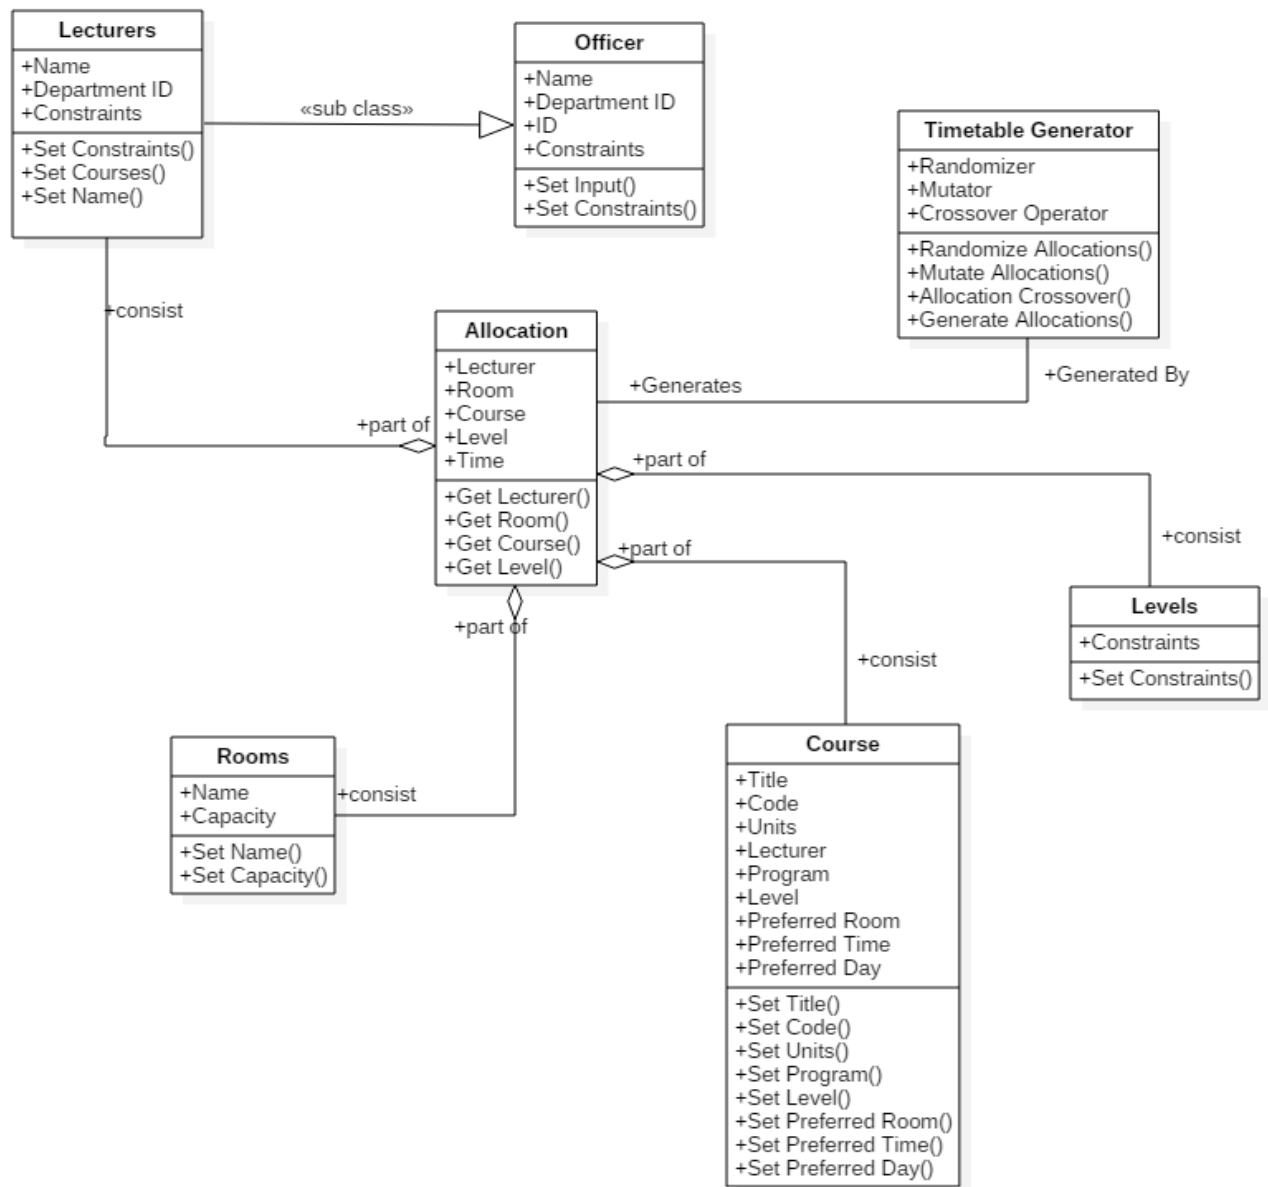 Lecturers
+Name
+Department ID
+Constraints
+Set Constraints()
+Set Courses()
+Set Name()
«sub class»
Officer
+Name
+Department ID
+ID
+Constraints
+Set Input()
+Set Constraints()
Timetable Generator
+Randomizer
+Mutator
+Crossover Operator
+Randomize Allocations()
+Mutate Allocations()
+Allocation Crossover()
+Generate Allocations()
+consist
+part of
Allocation
+Lecturer
+Room
+Course
+Level
+Time
+Get Lecturer()
+Get Room()
+Get Course()
+Get Level()
+Generates
+Generated By
+part of
+consist
+part of
+consist
+part of
+consist
Levels
+Constraints
+Set Constraints()
Rooms
+Name
+Capacity
+Set Name()
+Set Capacity()
Course
+Title
+Code
+Units
+Lecturer
+Program
+Level
+Preferred Room
+Preferred Time
+Preferred Day
+Set Title()
+Set Code()
+Set Units()
+Set Program()
+Set Level()
+Set Preferred Room()
+Set Preferred Time()
+Set Preferred Day()